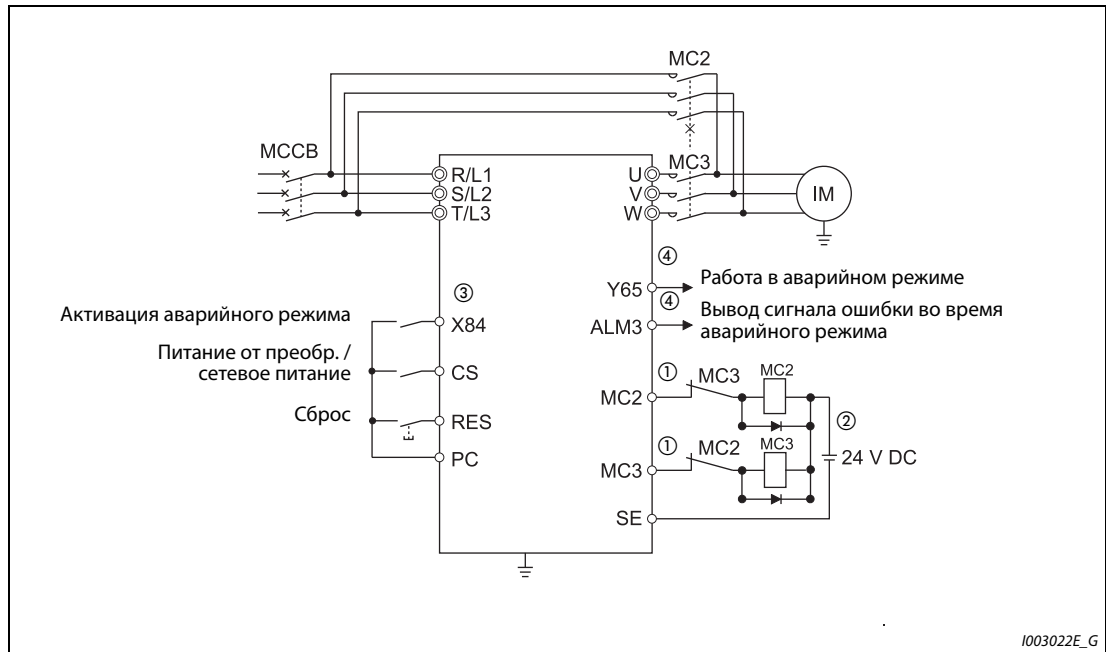 MC2
MCCB
R/L1
S/L2
T/L3
U
V
W
MC3
IM
④
Y65
Работа в аварийном режиме
④
ALM3
Вывод сигнала ошибки во время
аварийного режима
③
Активация аварийного режима
X84
Питание от преобр. /
сетевое питание
CS
Сброс
RES
PC
①
MC2
MC3
MC2
②
①
MC3
MC2
MC3
24 V DC
SE
I003022E_G